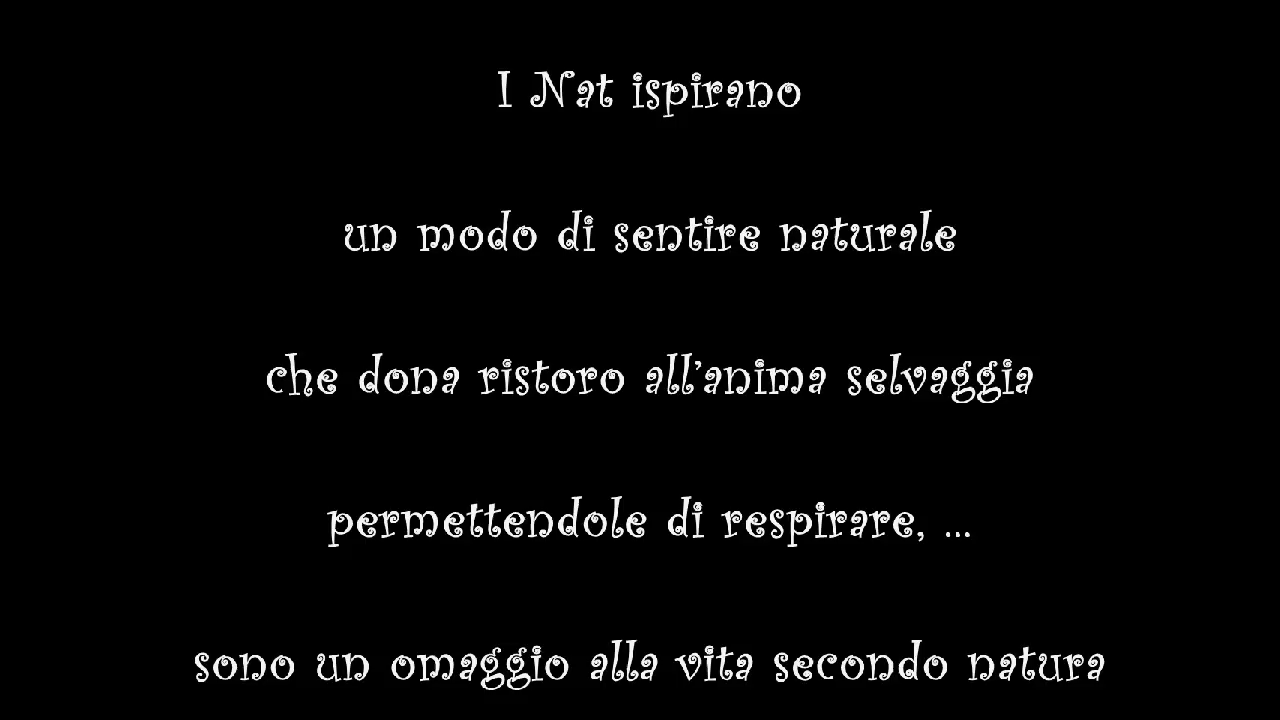 I Nat ispirano
un modo di sentire naturale
che dona ristoro all'anima selvaggia
permettendole di respirare, ...
sono un omaggio alla vita secondo natura